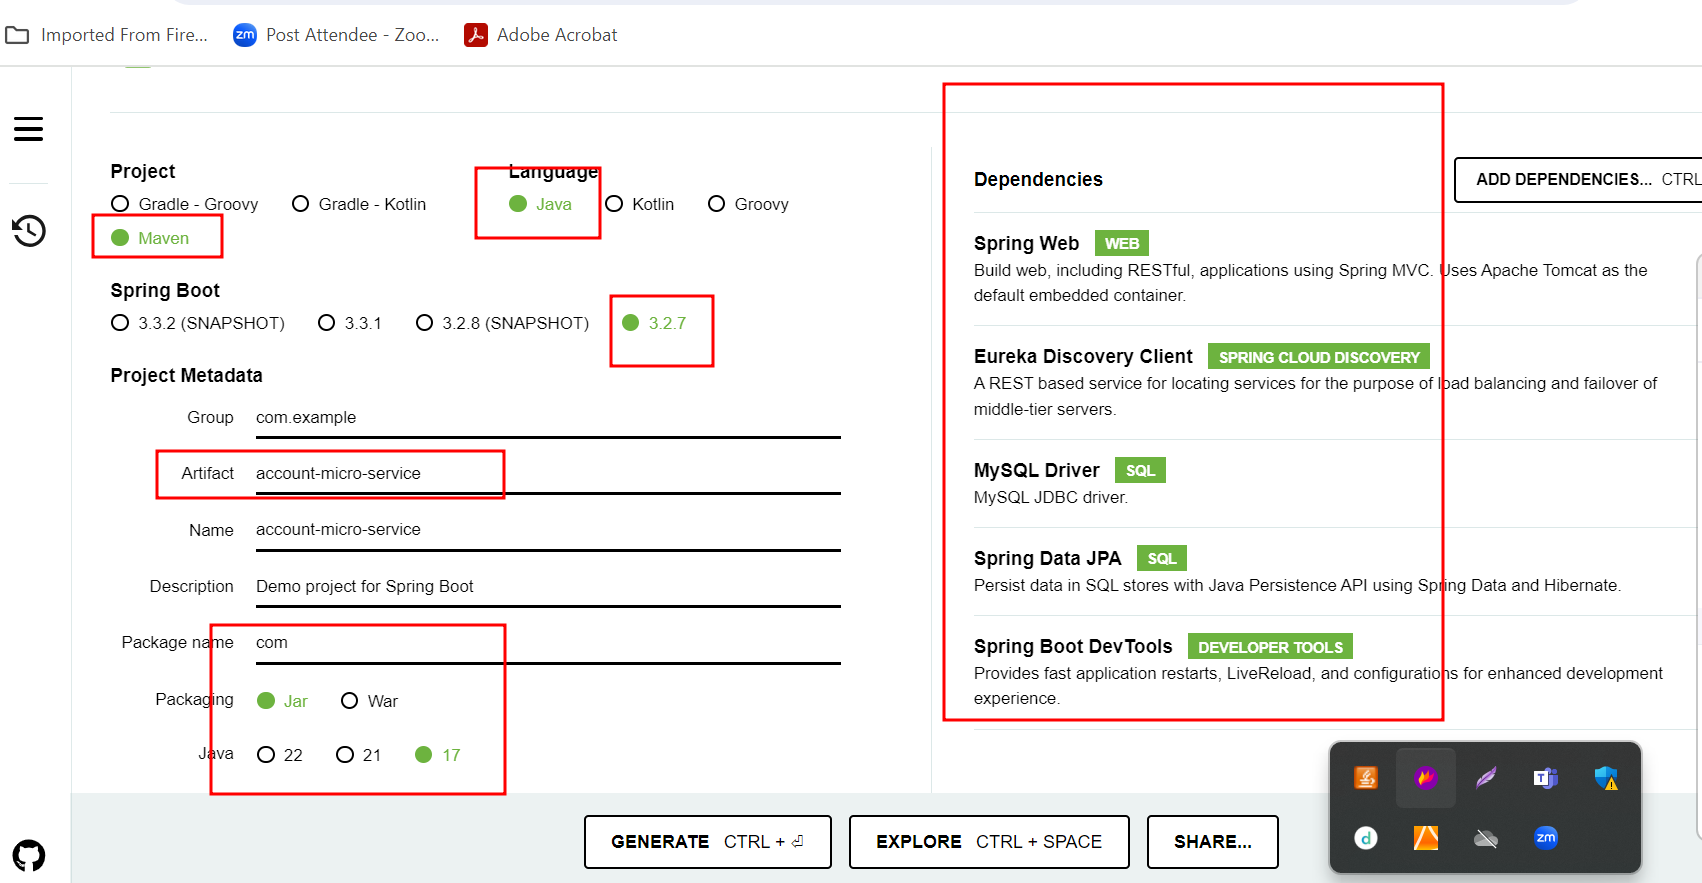 Imported From Fire...
zm Post Attendee - Zoo...
Adobe Acrobat
Project
Gradle - Groovy
Gradle - Kotlin
Maven
Language
Java
Kotlin
Groovy
Spring Boot
3.3.2 (SNAPSHOT)
3.3.1
3.2.8 (SNAPSHOT)
3.2.7
Project Metadata
Group com.example
Artifact account-micro-service
Name account-micro-service
Description Demo project for Spring Boot
Package name com
Packaging Jar War
Java 22 21 17
Dependencies
ADD DEPENDENCIES... CTRL
Spring Web WEB
Build web, including RESTful, applications using Spring MVC. Uses Apache Tomcat as the
default embedded container.
Eureka Discovery Client SPRING CLOUD DISCOVERY
A REST based service for locating services for the purpose of load balancing and failover of
middle-tier servers.
MySQL Driver SQL
MySQL JDBC driver.
Spring Data JPA SQL
Persist data in SQL stores with Java Persistence API using Spring Data and Hibernate.
Spring Boot DevTools DEVELOPER TOOLS
Provides fast application restarts, LiveReload, and configurations for enhanced development
experience.
GENERATE CTRL + ⏎
EXPLORE CTRL + SPACE
SHARE...
T
d
zm